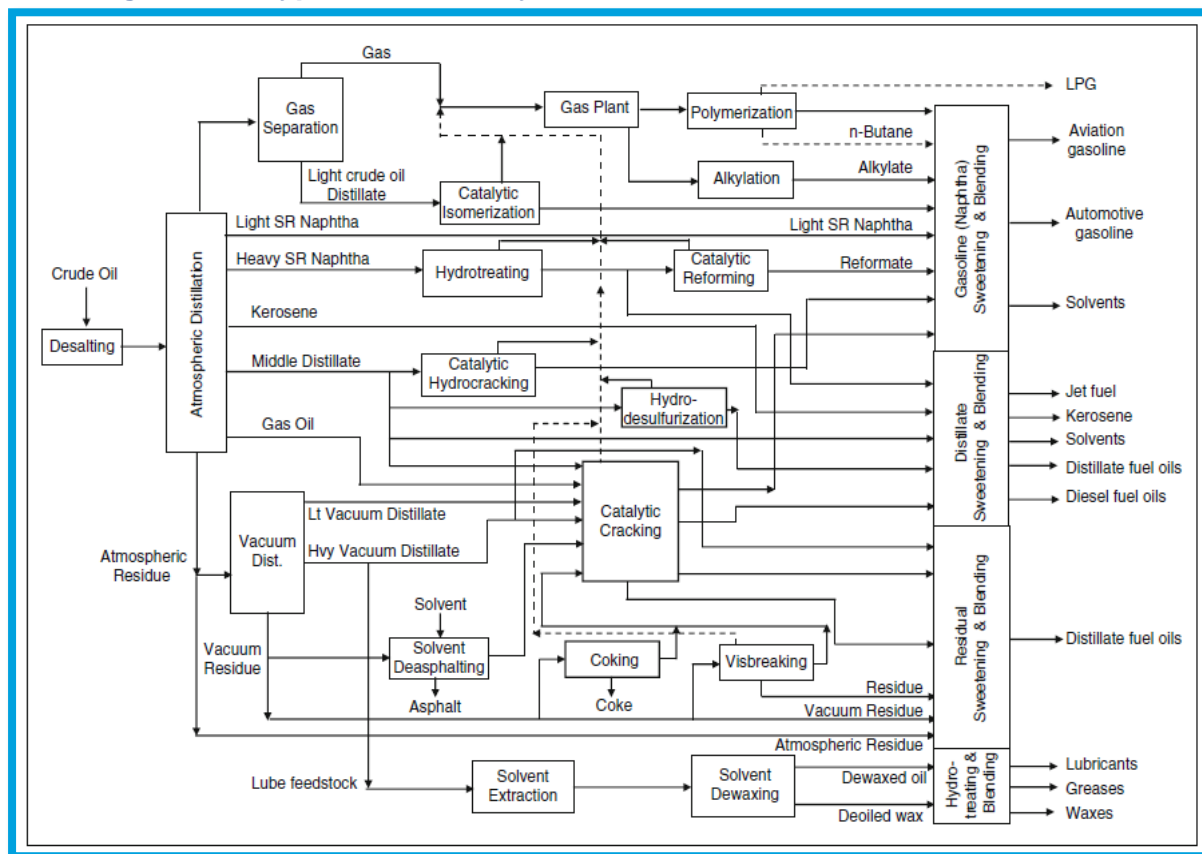 Gas
LPG
Gas
Separation
Gas Plant
Polymerization
n-Butane
Aviation
gasoline
Light crude oil
Distillate
Catalytic
Isomerization
Alkylation
Alkylate
Gasoline (Naphtha)
Sweetening & Blending
Light SR Naphtha
Light SR Naphtha
Automotive
gasoline
Heavy SR Naphtha
Hydrotreating
Catalytic
Reforming
Reformate
Crude Oil
Desalting
Atmospheric Distillation
Kerosene
Solvents
Middle Distillate
Catalytic
Hydrocracking
Hydro-
desulfurization
Distillate
Sweetening & Blending
Jet fuel
Kerosene
Solvents
Distillate fuel oils
Diesel fuel oils
Gas Oil
Catalytic
Cracking
Lt Vacuum Distillate
Vacuum
Dist.
Hvy Vacuum Distillate
Atmospheric
Residue
Solvent
Vacuum
Residue
Solvent
Deasphalting
Asphalt
Coking
Coke
Visbreaking
Residue
Vacuum Residue
Atmospheric Residue
Residual
Sweetening & Blending
Distillate fuel oils
Lube feedstock
Solvent
Extraction
Solvent
Dewaxing
Dewaxed oil
Deoiled wax
Hydro-
treating &
Blending
Lubricants
Greases
Waxes